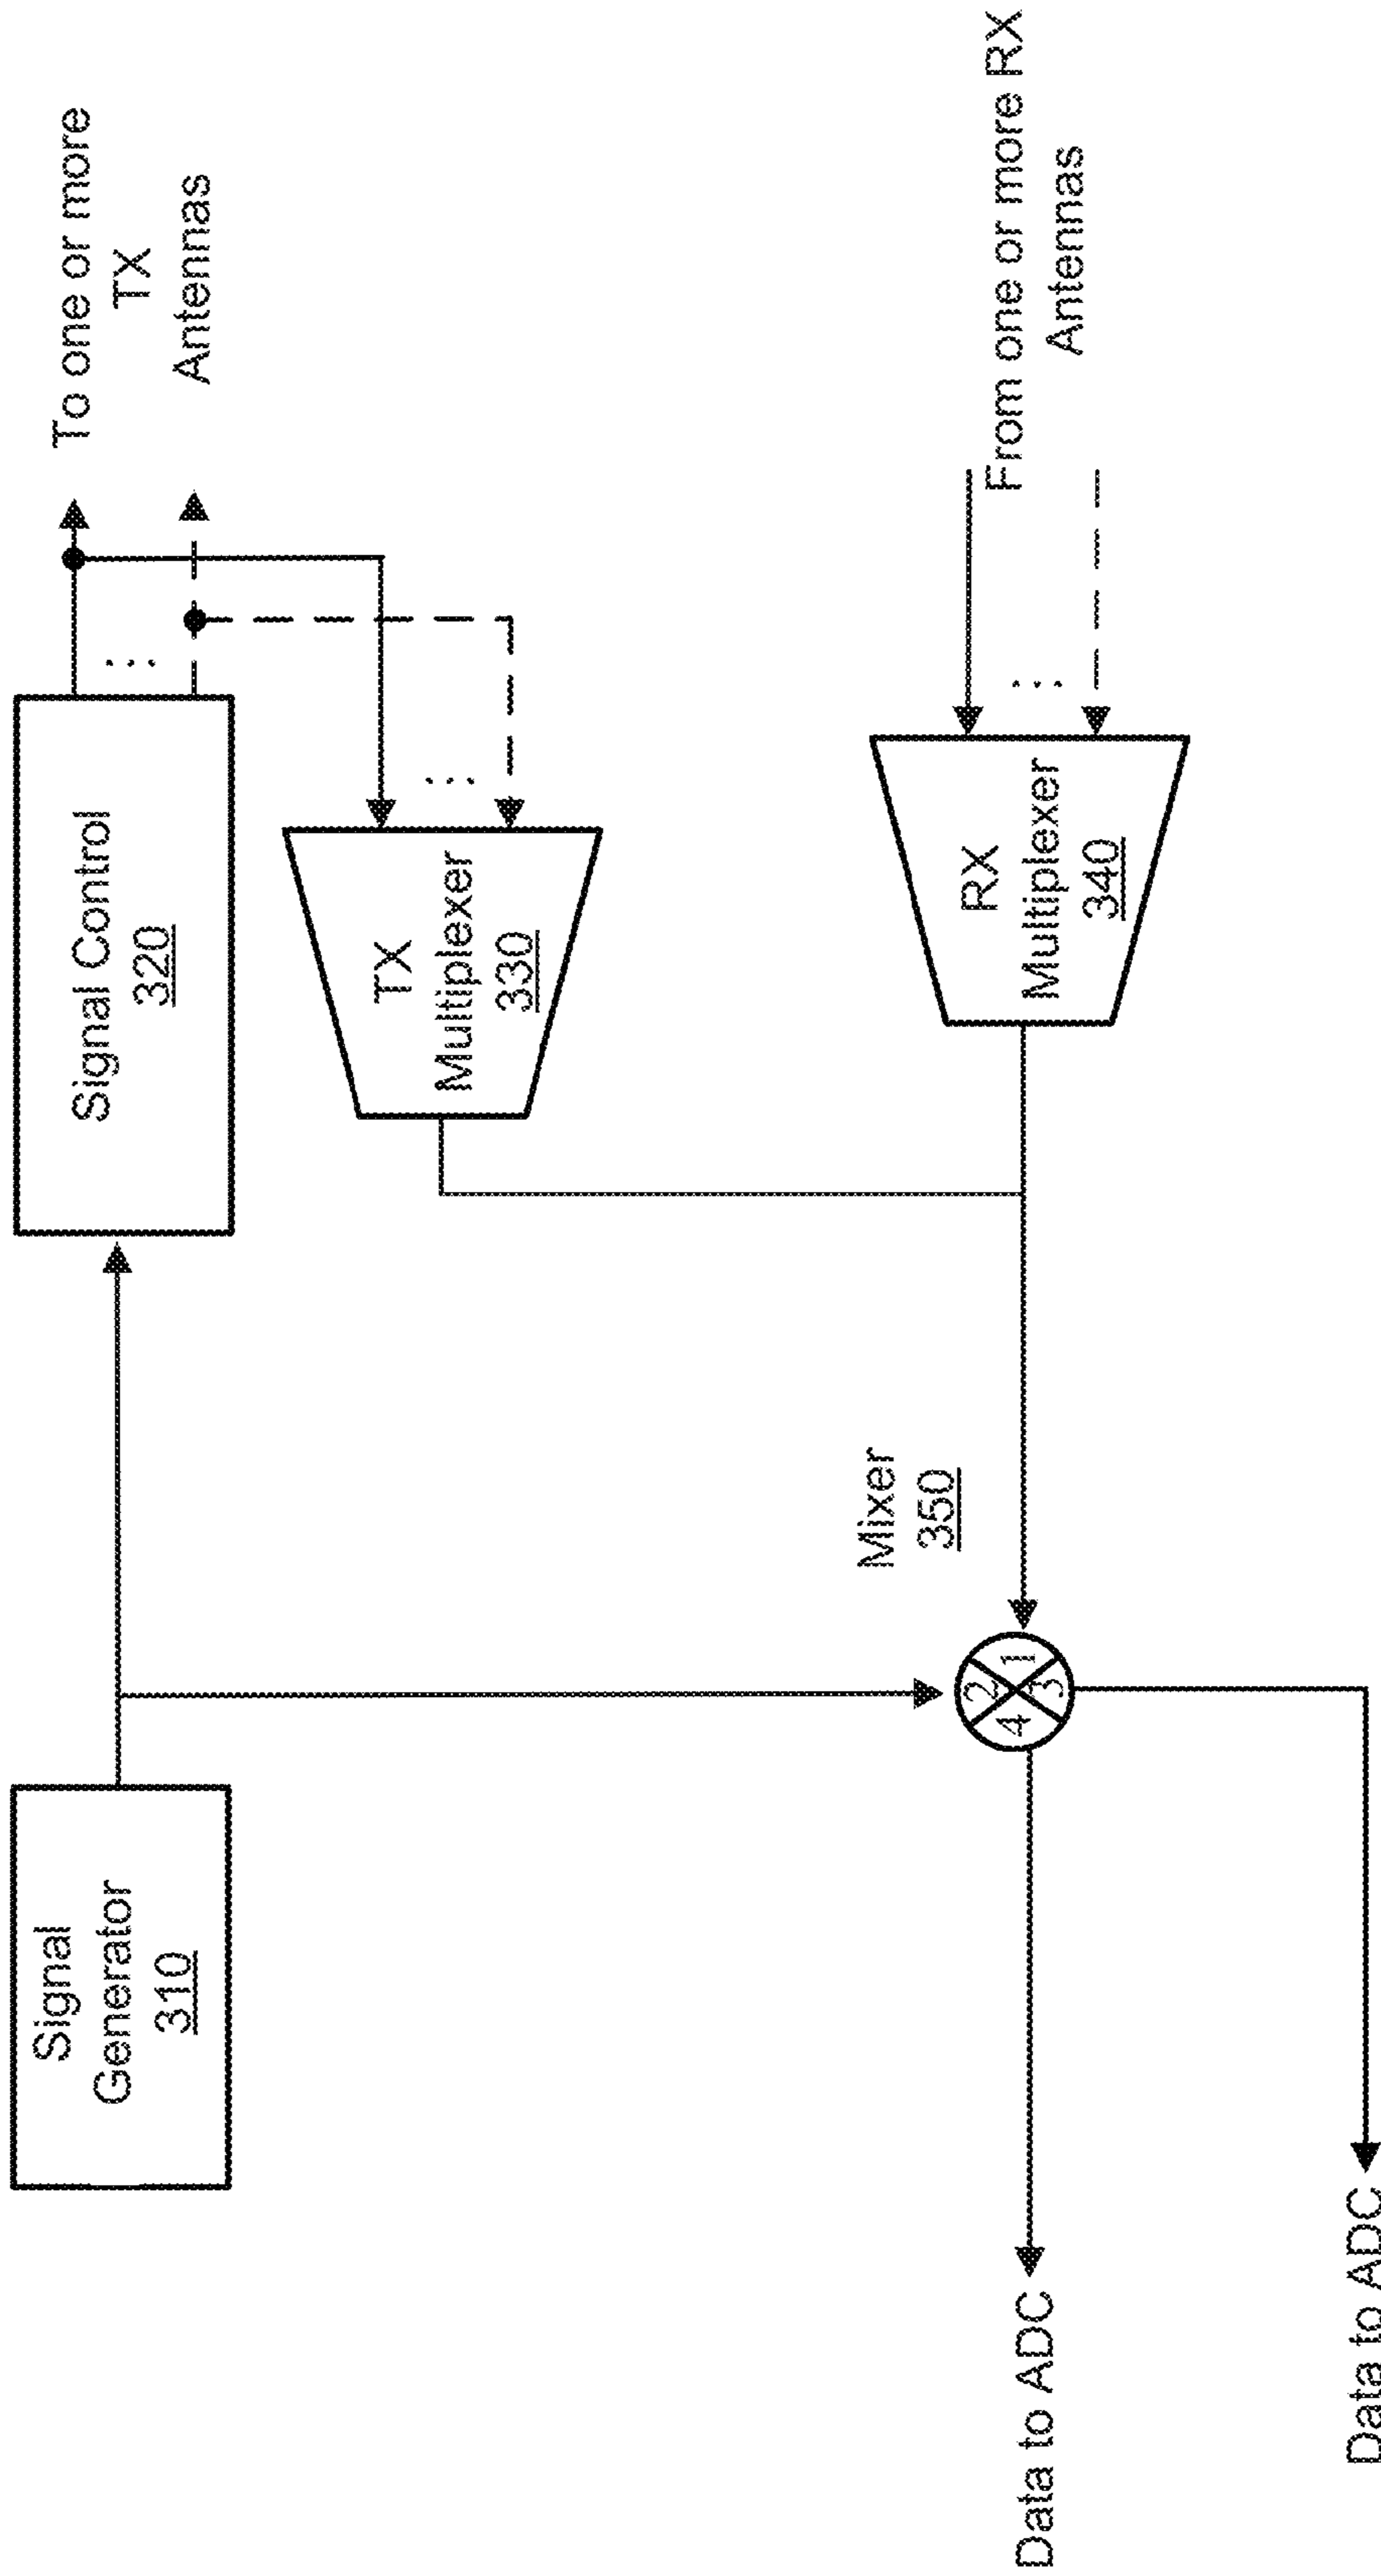 Signal
Generator
310
Signal Control
320
To one or more
TX
Antennas
TX
Multiplexer
330
Mixer
350
1
2
3
4
RX
Multiplexer
340
From one or more RX
Antennas
Data to ADC
Data to ADC